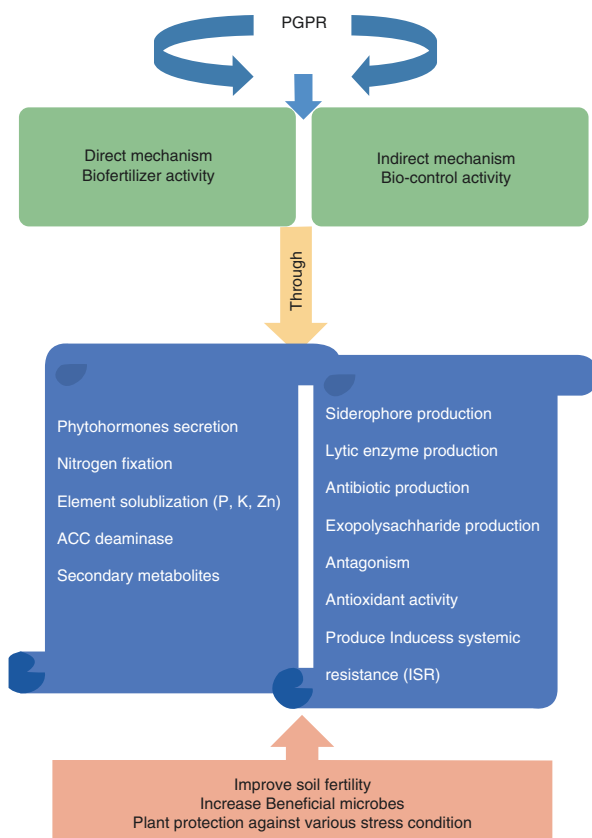 PGPR
Direct mechanism
Biofertilizer activity
Indirect mechanism
Bio-control activity
Through
Phytohormones secretion
Nitrogen fixation
Element solublization (P, K, Zn)
ACC deaminase
Secondary metabolites
Siderophore production
Lytic enzyme production
Antibiotic production
Exopolysachharide production
Antagonism
Antioxidant activity
Produce Inducess systemic
resistance (ISR)
Improve soil fertility
Increase Beneficial microbes
Plant protection against various stress condition